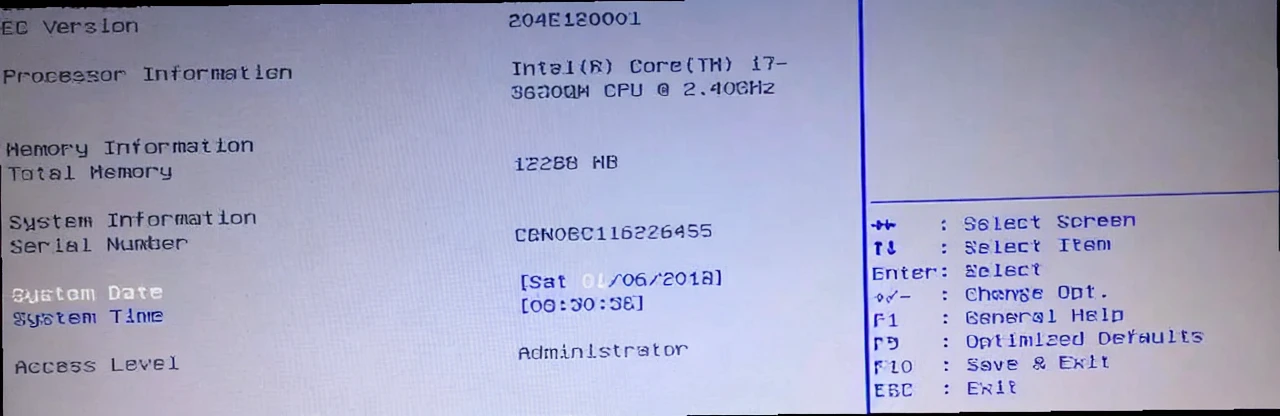 EC Version 204E120001
Processor Information Intel(R) Core(TM) i7-
3630QM CPU @ 2.40GHz
Memory Information
Total Memory 12288 MB
System Information
Serial Number CBN0BC116226455
System Date [Sat 01/06/2018]
System Time [00:30:38]
Access Level Administrator
→← : Select Screen
↑↓ : Select Item
Enter: Select
+/- : Change Opt.
F1 : General Help
F9 : Optimized Defaults
F10 : Save & Exit
ESC : Exit